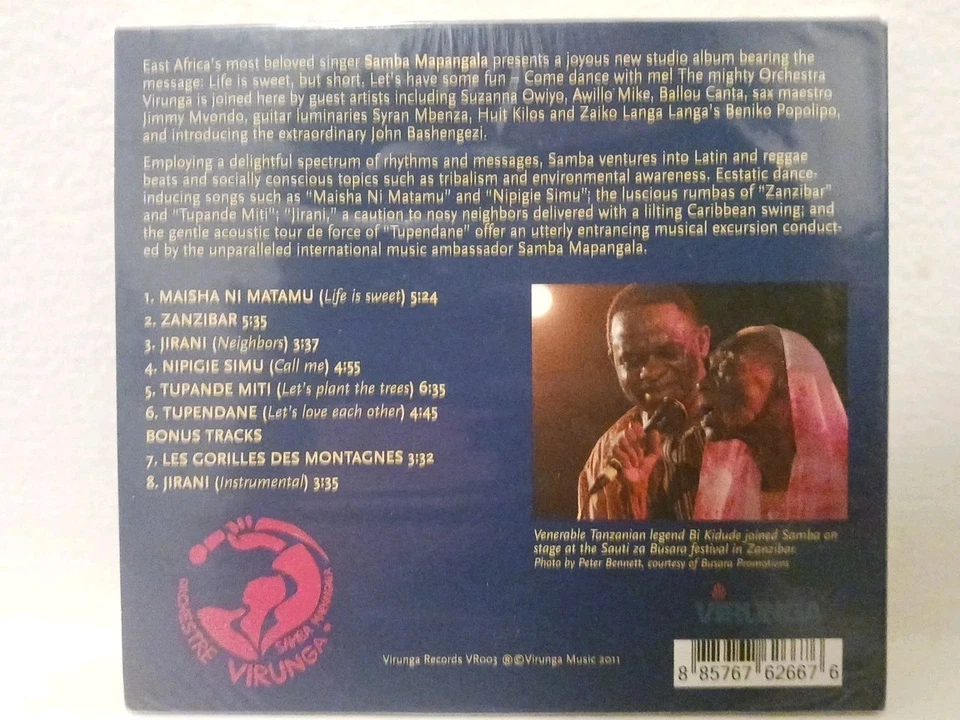 East Africa's most beloved singer Samba Mapangala presents a joyous new studio album bearing the
message: Life is sweet, but short. Let's have some fun – Come dance with me! The mighty Orchestra
Virunga is joined here by guest artists including Suzanna Owiyo, Awillo Mike, Ballou Canta, sax maestro
Jimmy Mvondo, guitar luminaries Syran Mbenza, Huit Kilos and Zaiko Langa Langa's Beniko Popolipo,
and introducing the extraordinary John Bashengezi.
Employing a delightful spectrum of rhythms and messages, Samba ventures into Latin and reggae
beats and socially conscious topics such as tribalism and environmental awareness. Ecstatic dance-
inducing songs such as "Maisha Ni Matamu" and "Nipigie Simu"; the luscious rumbas of "Zanzibar"
and "Tupande Miti"; "Jirani," a caution to nosy neighbors delivered with a lilting Caribbean swing; and
the gentle acoustic tour de force of "Tupendane" offer an utterly entrancing musical excursion conduct-
ed by the unparalleled international music ambassador Samba Mapangala.
1. MAISHA NI MATAMU (Life is sweet) 5:24
2. ZANZIBAR 5:35
3. JIRANI (Neighbors) 3:37
4. NIPIGIE SIMU (Call me) 4:55
5. TUPANDE MITI (Let's plant the trees) 6:35
6. TUPENDANE (Let's love each other) 4:45
BONUS TRACKS
7. LES GORILLES DES MONTAGNES 3:32
8. JIRANI (Instrumental) 3:35
Venerable Tanzanian legend Bi Kidude joined Samba on
stage at the Sauti za Busara festival in Zanzibar.
Photo by Peter Bennett, courtesy of Busara Promotions
ORCHESTRE VIRUNGA
SAMBA MAPANGALA
VIRUNGA
Virunga Records VR003 ℗©Virunga Music 2011
8 85767 62667 6